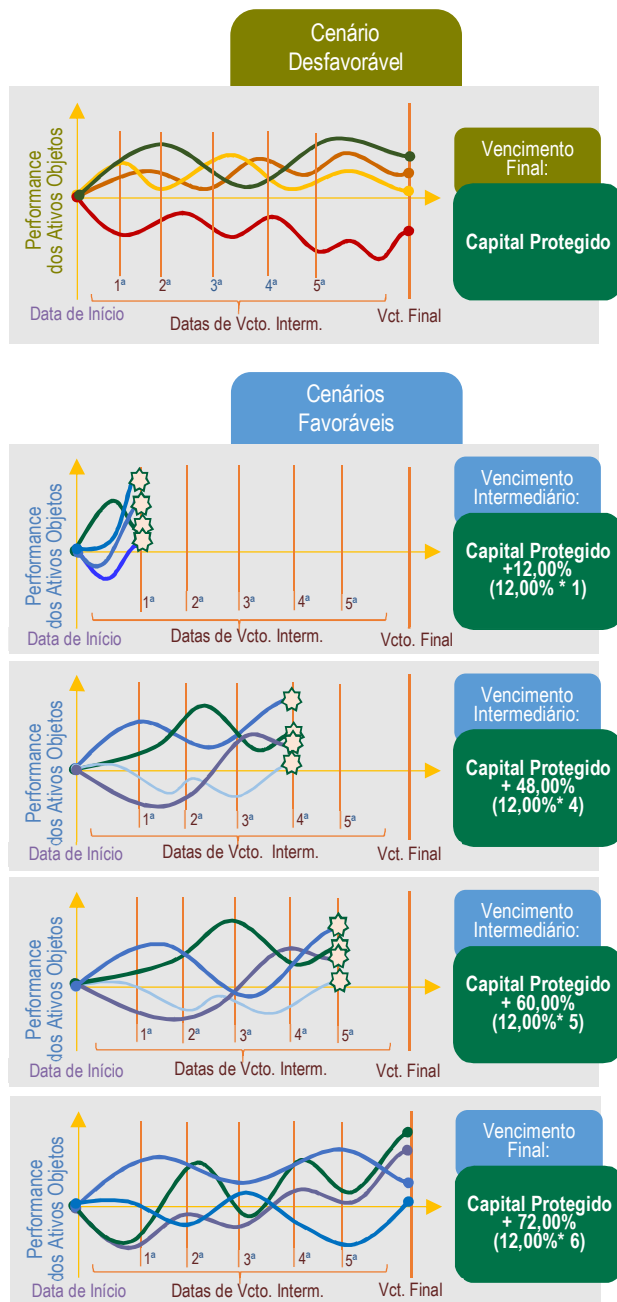 Cenário
Desfavorável
Performance
dos Ativos Objetos
1ª 2ª 3ª 4ª 5ª
Data de Início
Datas de Vcto. Interm.
Vct. Final
Vencimento
Final:
Capital Protegido
Cenários
Favoráveis
Performance
dos Ativos Objetos
1ª 2ª 3ª 4ª 5ª
Data de Início
Datas de Vcto. Interm.
Vcto. Final
Vencimento
Intermediário:
Capital Protegido
+12,00%
(12,00% * 1)
Performance
dos Ativos Objetos
1ª 2ª 3ª 4ª 5ª
Data de Início
Datas de Vcto. Interm.
Vct. Final
Vencimento
Intermediário:
Capital Protegido
+ 48,00%
(12,00%* 4)
Performance
dos Ativos Objetos
1ª 2ª 3ª 4ª 5ª
Data de Início
Datas de Vcto. Interm.
Vct. Final
Vencimento
Intermediário:
Capital Protegido
+ 60,00%
(12,00%* 5)
Performance
dos Ativos Objetos
1ª 2ª 3ª 4ª 5ª
Data de Início
Datas de Vcto. Interm.
Vct. Final
Vencimento
Final:
Capital Protegido
+ 72,00%
(12,00%* 6)